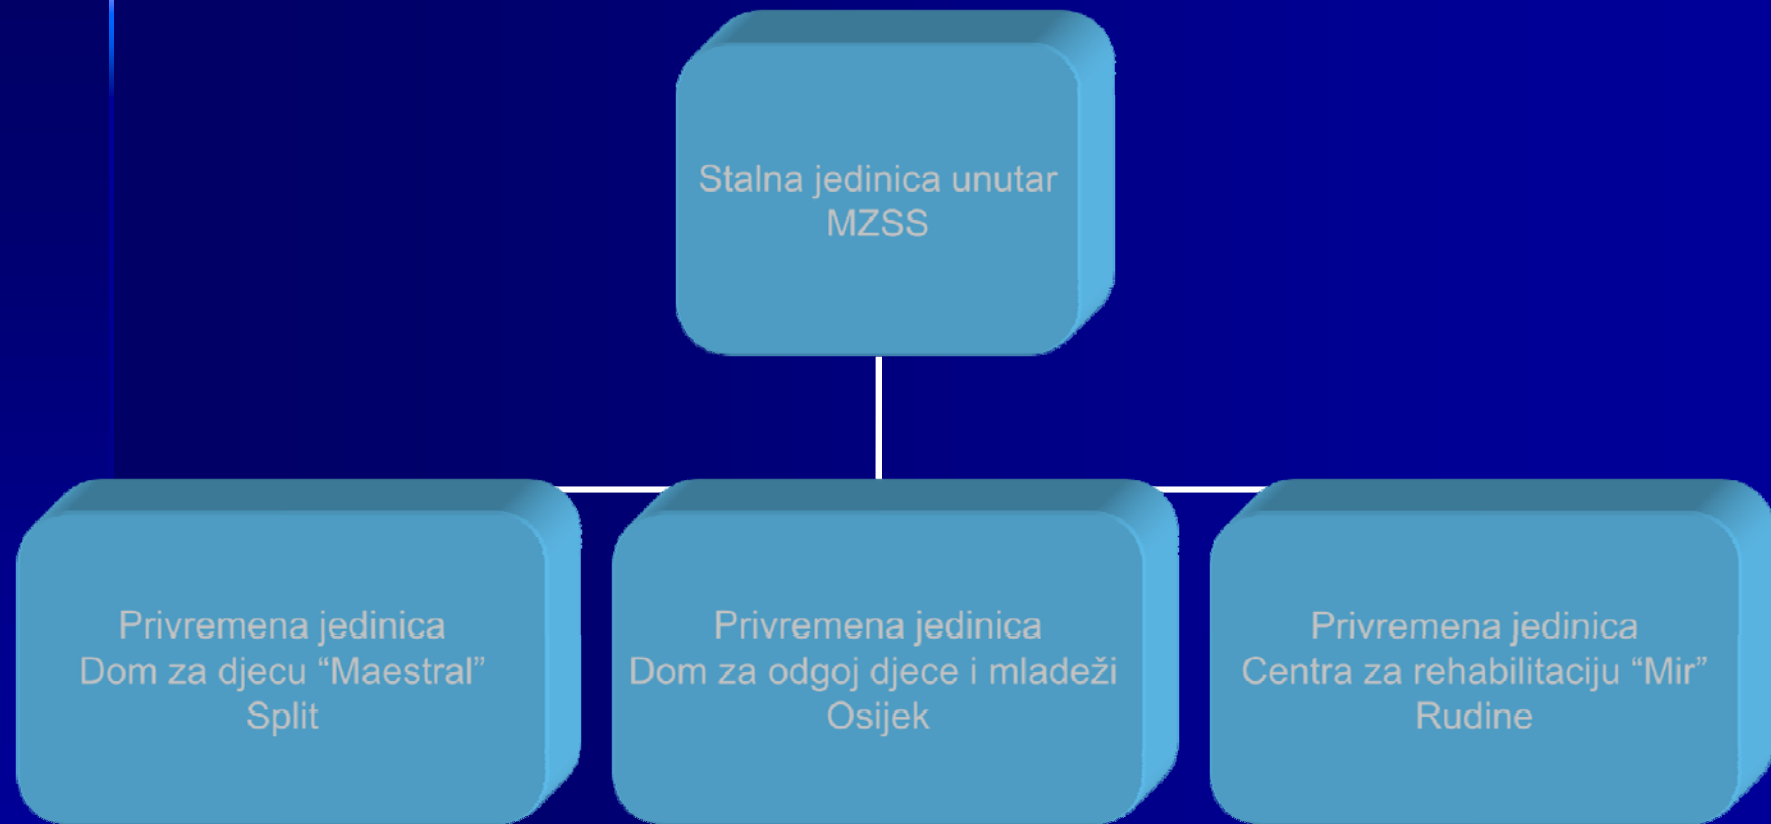 Stalna jedinica unutar
MZSS
Privremena jedinica
Dom za djecu “Maestral”
Split
Privremena jedinica
Dom za odgoj djece i mladeži
Osijek
Privremena jedinica
Centra za rehabilitaciju “Mir”
Rudine